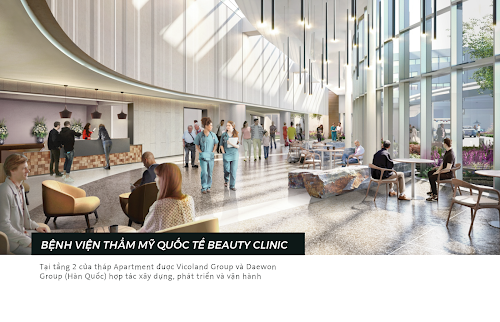 BỆNH VIỆN THẨM MỸ QUỐC TẾ BEAUTY CLINIC
Tại tầng 2 của tháp Apartment được Vicoland Group và Daewon
Group (Hàn Quốc) hợp tác xây dựng, phát triển và vận hành